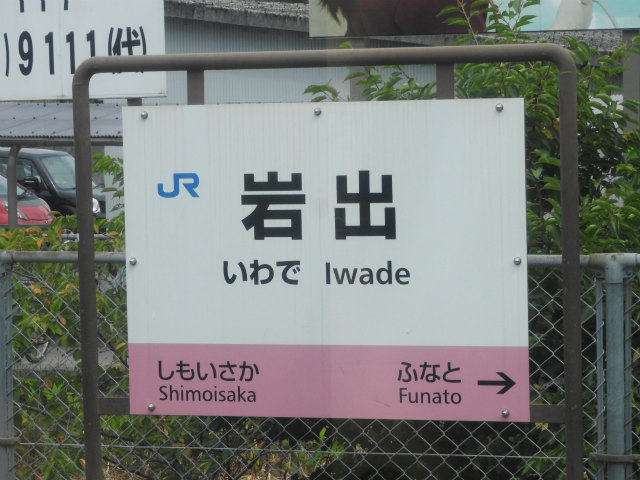 9111(代)
JR
岩出
いわで Iwade
しもいさか ふなと →
Shimoisaka Funato